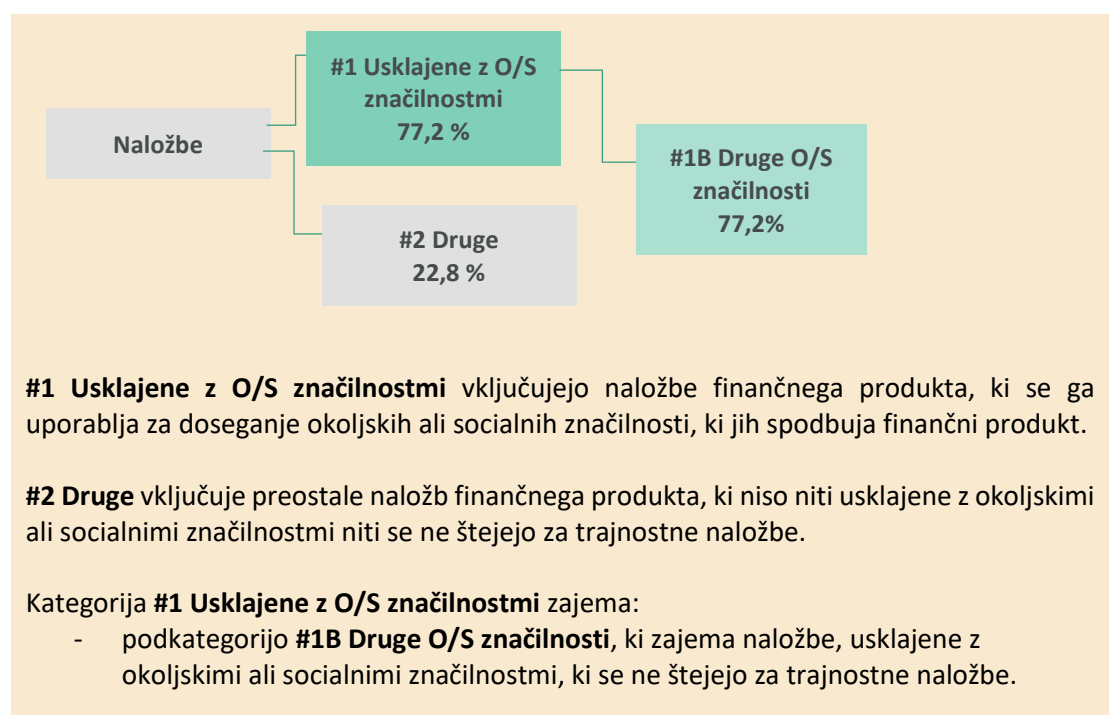 #1 Usklajene z O/S
značilnostmi
77,2 %
Naložbe
#1B Druge O/S
značilnosti
77,2%
#2 Druge
22,8 %
#1 Usklajene z O/S značilnostmi vključujejo naložbe finančnega produkta, ki se ga
uporablja za doseganje okoljskih ali socialnih značilnosti, ki jih spodbuja finančni produkt.
#2 Druge vključuje preostale naložb finančnega produkta, ki niso niti usklajene z okoljskimi
ali socialnimi značilnostmi niti se ne štejejo za trajnostne naložbe.
Kategorija #1 Usklajene z O/S značilnostmi zajema:
- podkategorijo #1B Druge O/S značilnosti, ki zajema naložbe, usklajene z
okoljskimi ali socialnimi značilnostmi, ki se ne štejejo za trajnostne naložbe.